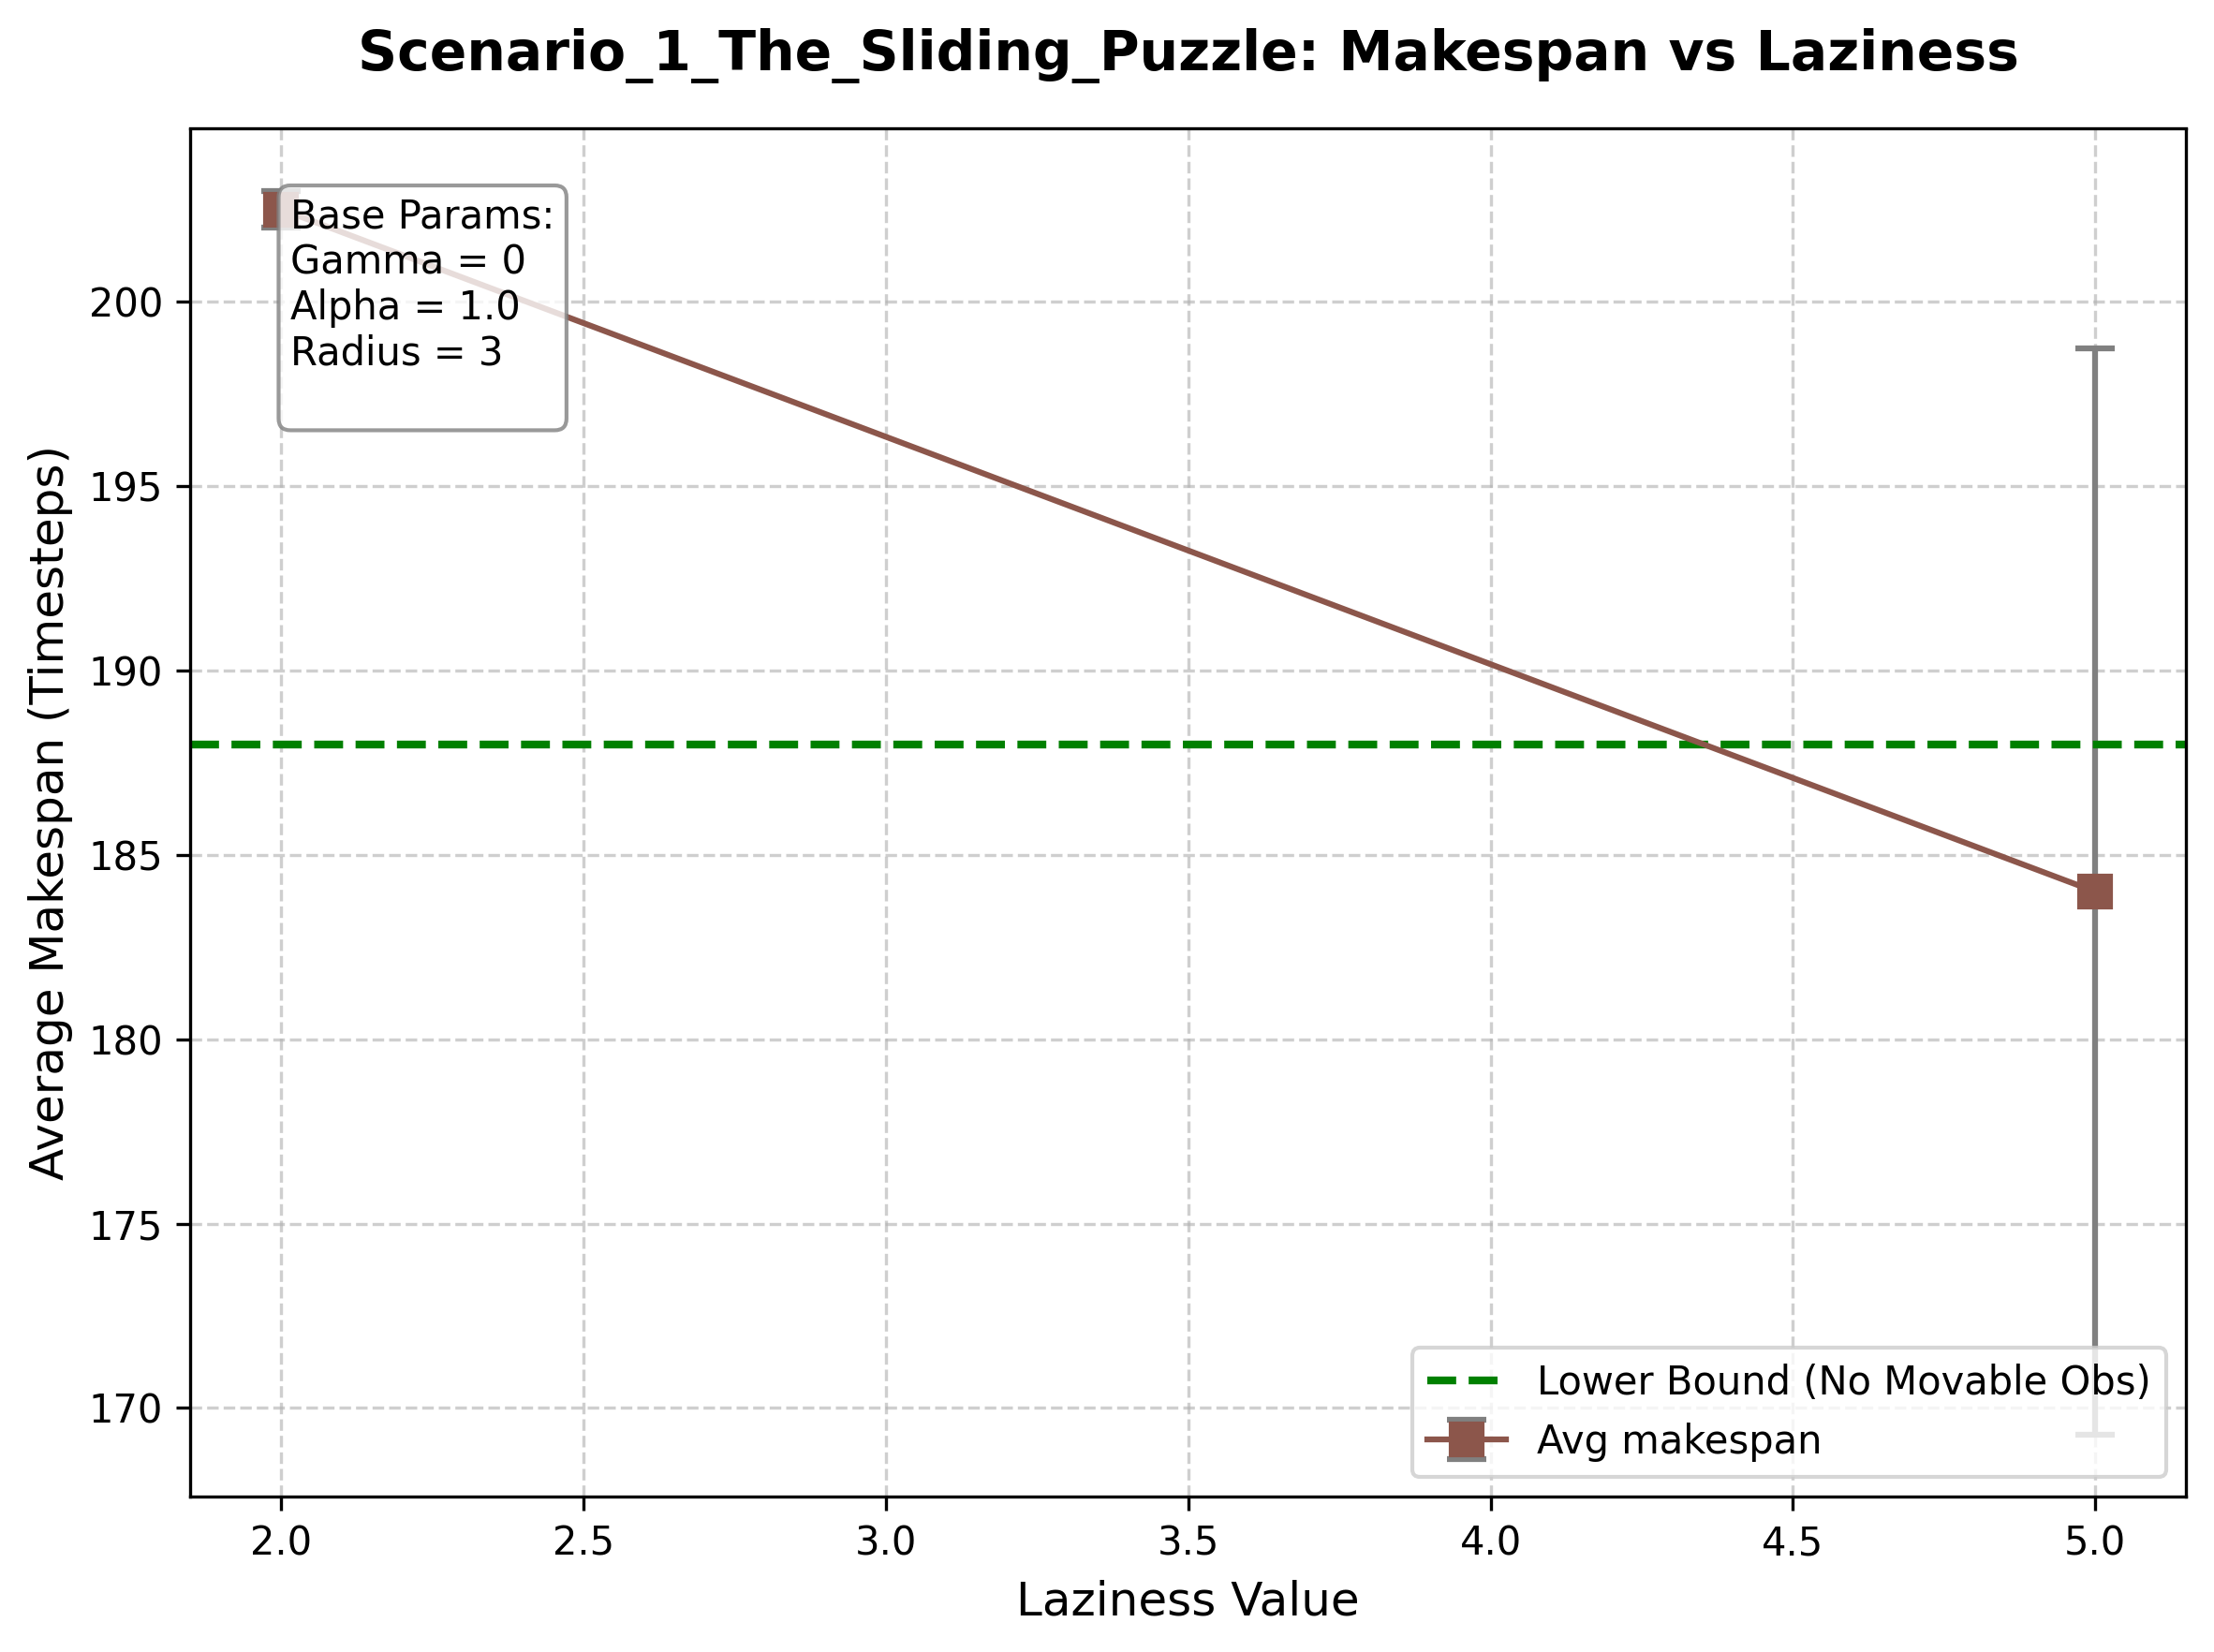 Scenario_1_The_Sliding_Puzzle: Makespan vs Laziness
Average Makespan (Timesteps)
200
195
190
185
180
175
170
Base Params:
Gamma = 0
Alpha = 1.0
Radius = 3
Lower Bound (No Movable Obs)
Avg makespan
2.0
2.5
3.0
3.5
4.0
4.5
5.0
Laziness Value